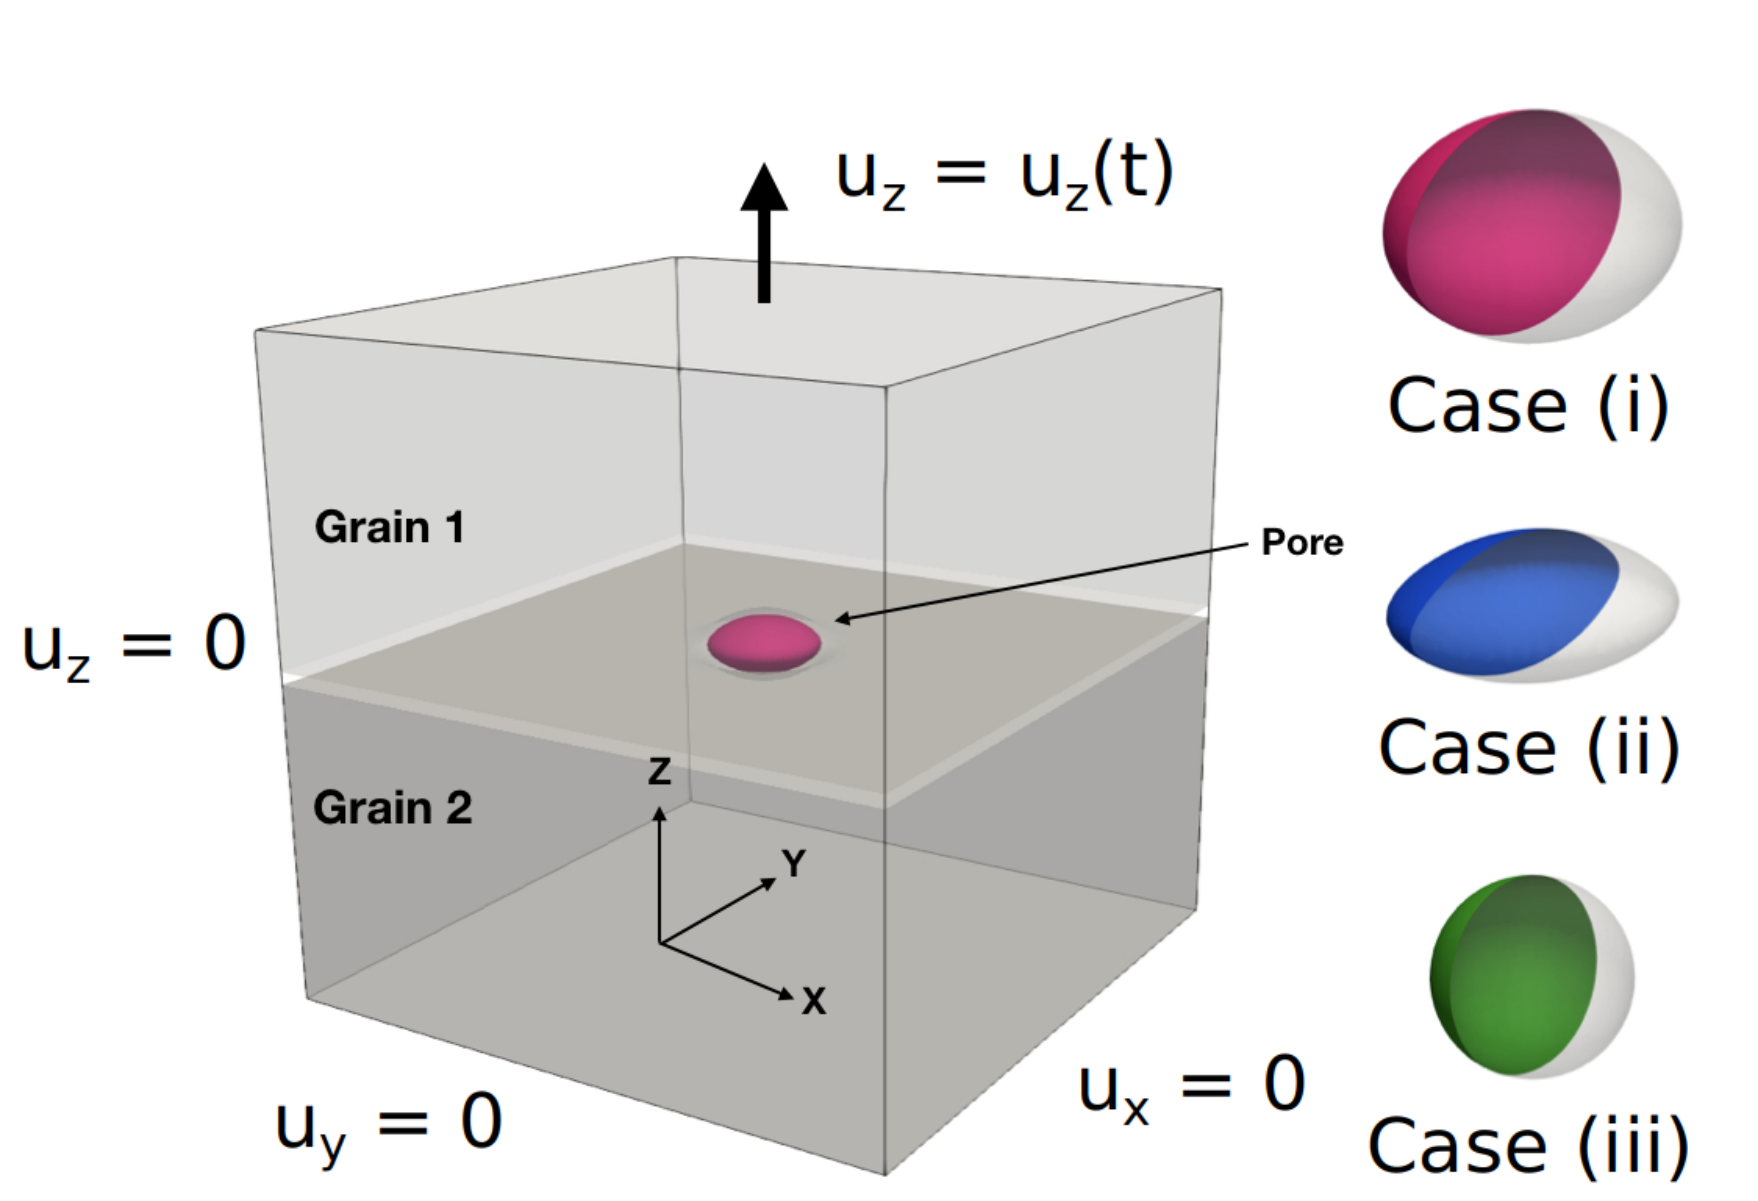 u_z = u_z(t)
Case (i)
Grain 1
Pore
u_z = 0
Case (ii)
Z
Grain 2
Y
X
u_x = 0
u_y = 0
Case (iii)